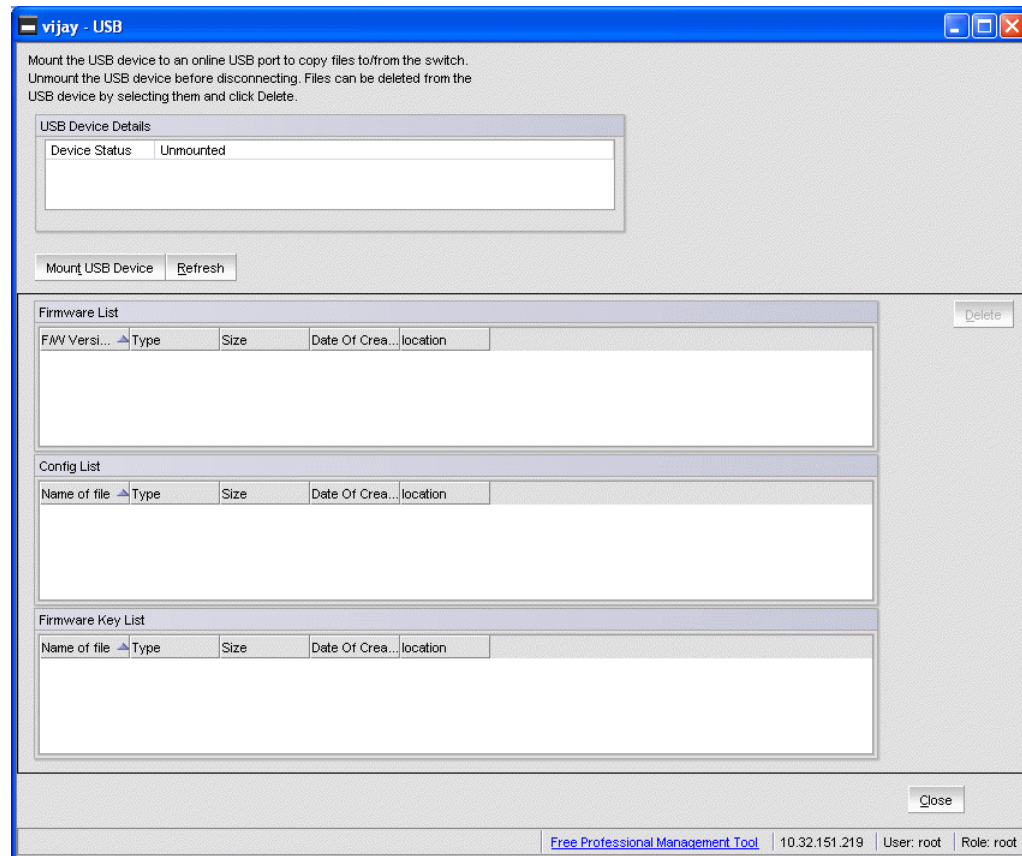 vijay - USB
Mount the USB device to an online USB port to copy files to/from the switch.
Unmount the USB device before disconnecting. Files can be deleted from the
USB device by selecting them and click Delete.
USB Device Details
Device Status Unmounted
Mount USB Device Refresh
Firmware List
Delete
F/W Versi... Type Size Date Of Crea... location
Config List
Name of file Type Size Date Of Crea... location
Firmware Key List
Name of file Type Size Date Of Crea... location
Close
Free Professional Management Tool 10.32.151.219 User: root Role: root